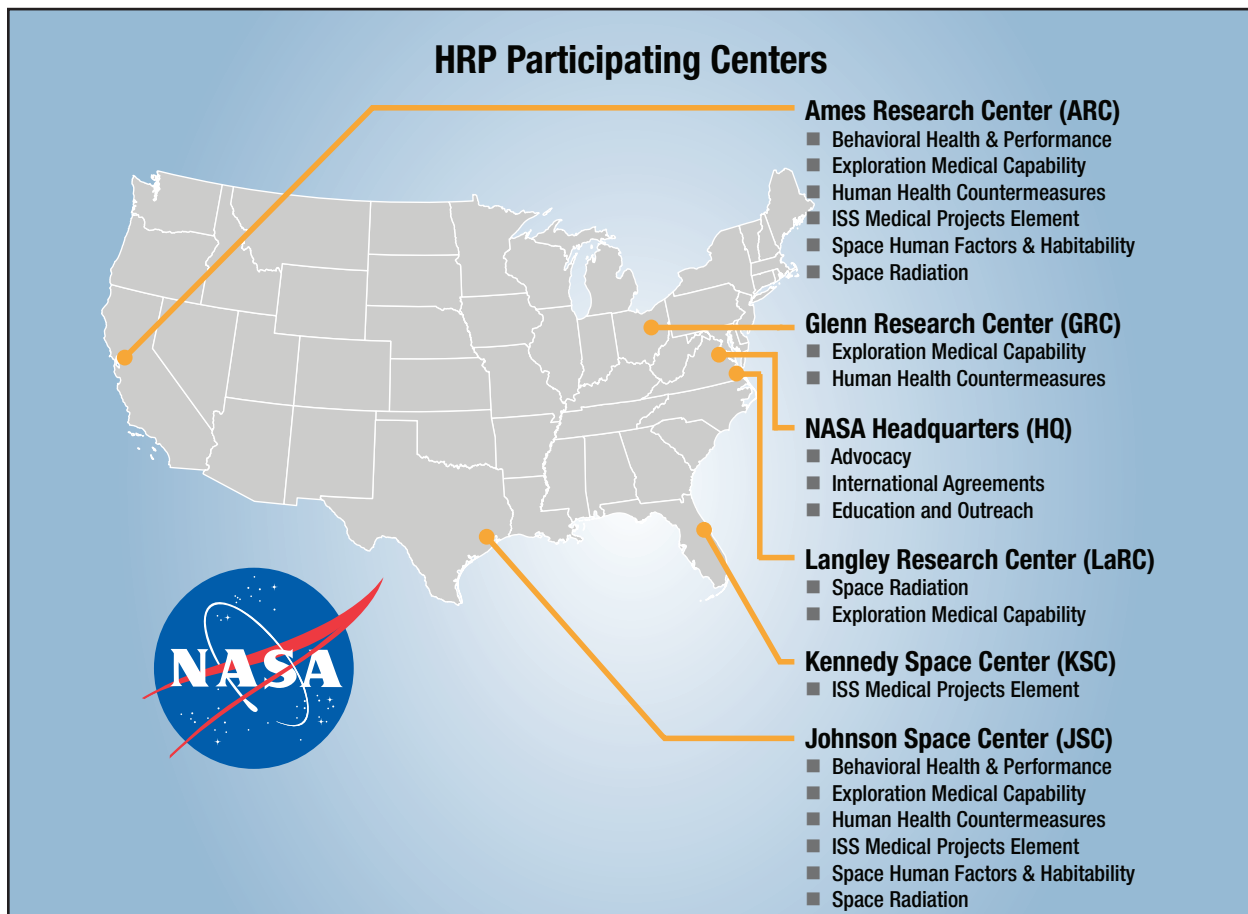 HRP Participating Centers
Ames Research Center (ARC)
Behavioral Health & Performance
Exploration Medical Capability
Human Health Countermeasures
ISS Medical Projects Element
Space Human Factors & Habitability
Space Radiation
Glenn Research Center (GRC)
Exploration Medical Capability
Human Health Countermeasures
NASA Headquarters (HQ)
Advocacy
International Agreements
Education and Outreach
Langley Research Center (LaRC)
Space Radiation
Exploration Medical Capability
Kennedy Space Center (KSC)
ISS Medical Projects Element
Johnson Space Center (JSC)
Behavioral Health & Performance
Exploration Medical Capability
Human Health Countermeasures
ISS Medical Projects Element
Space Human Factors & Habitability
Space Radiation
NASA